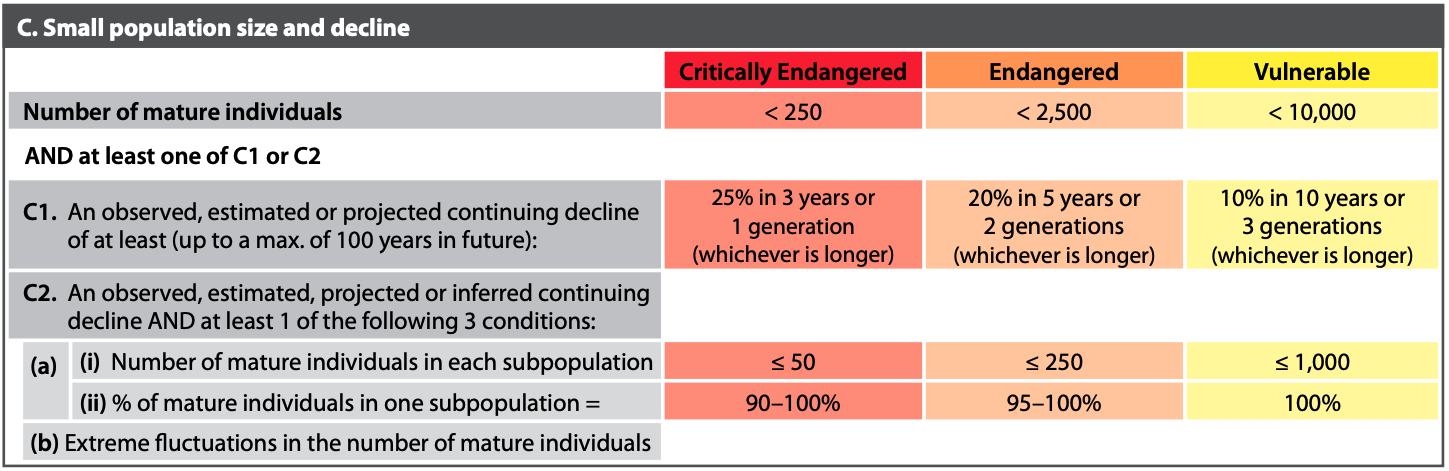 C. Small population size and decline
Critically Endangered Endangered Vulnerable
Number of mature individuals < 250 < 2,500 < 10,000
AND at least one of C1 or C2
C1. An observed, estimated or projected continuing decline
of at least (up to a max. of 100 years in future):
25% in 3 years or
1 generation
(whichever is longer)
20% in 5 years or
2 generations
(whichever is longer)
10% in 10 years or
3 generations
(whichever is longer)
C2. An observed, estimated, projected or inferred continuing
decline AND at least 1 of the following 3 conditions:
(a) (i) Number of mature individuals in each subpopulation ≤ 50 ≤ 250 ≤ 1,000
(ii) % of mature individuals in one subpopulation = 90–100% 95–100% 100%
(b) Extreme fluctuations in the number of mature individuals